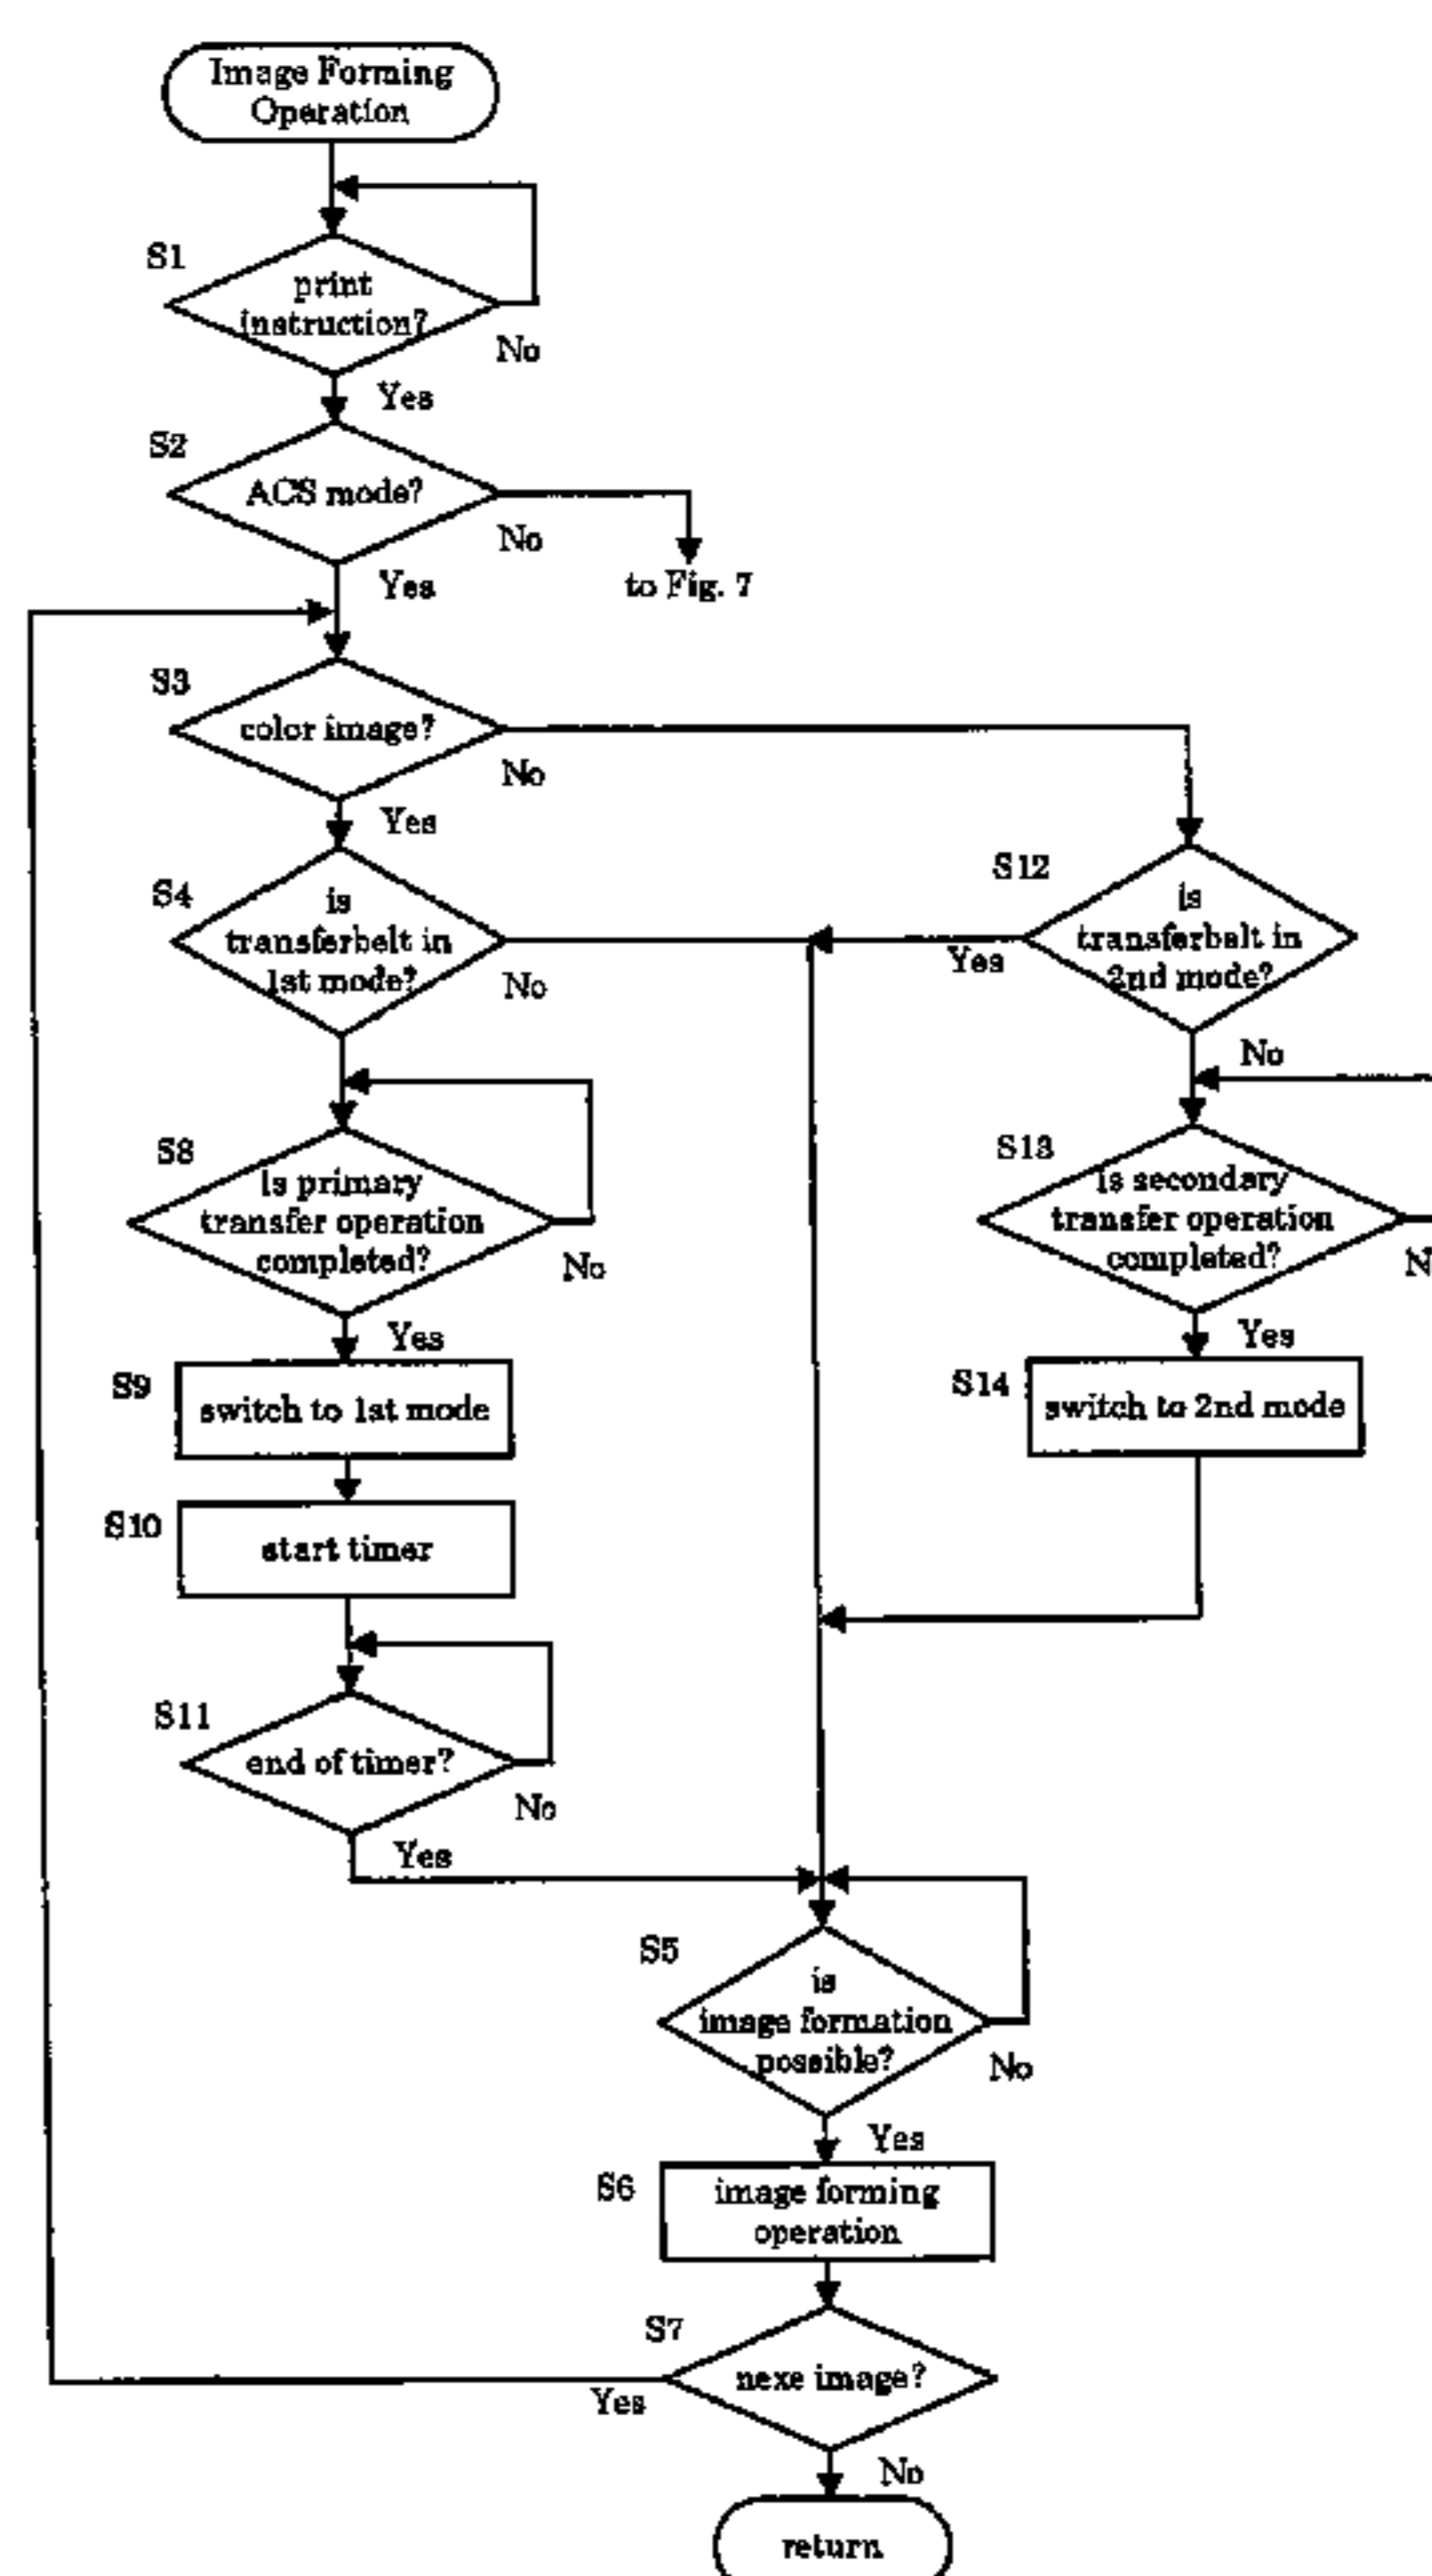 Image Forming
Operation
S1
print
instruction?
No
Yes
S2
ACS mode?
No
to Fig. 7
Yes
S3
color image?
No
Yes
S4
is
transferbelt in
1st mode?
No
S12
is
transferbelt in
2nd mode?
Yes
No
S8
is primary
transfer operation
completed?
No
Yes
S13
is secondary
transfer operation
completed?
N
Yes
S9
switch to 1st mode
S14
switch to 2nd mode
S10
start timer
S11
end of timer?
No
Yes
S5
is
image formation
possible?
No
Yes
S6
image forming
operation
S7
nexe image?
Yes
No
return